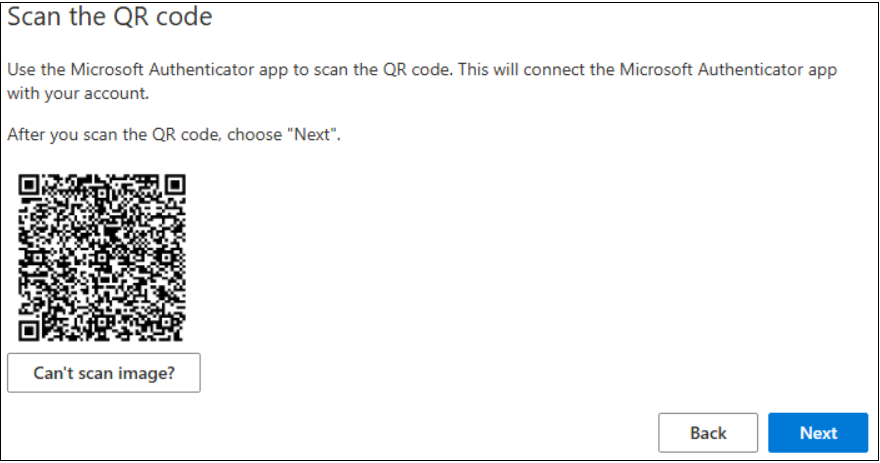 Scan the QR code
Use the Microsoft Authenticator app to scan the QR code. This will connect the Microsoft Authenticator app
with your account.
After you scan the QR code, choose "Next".
Can't scan image?
Back
Next